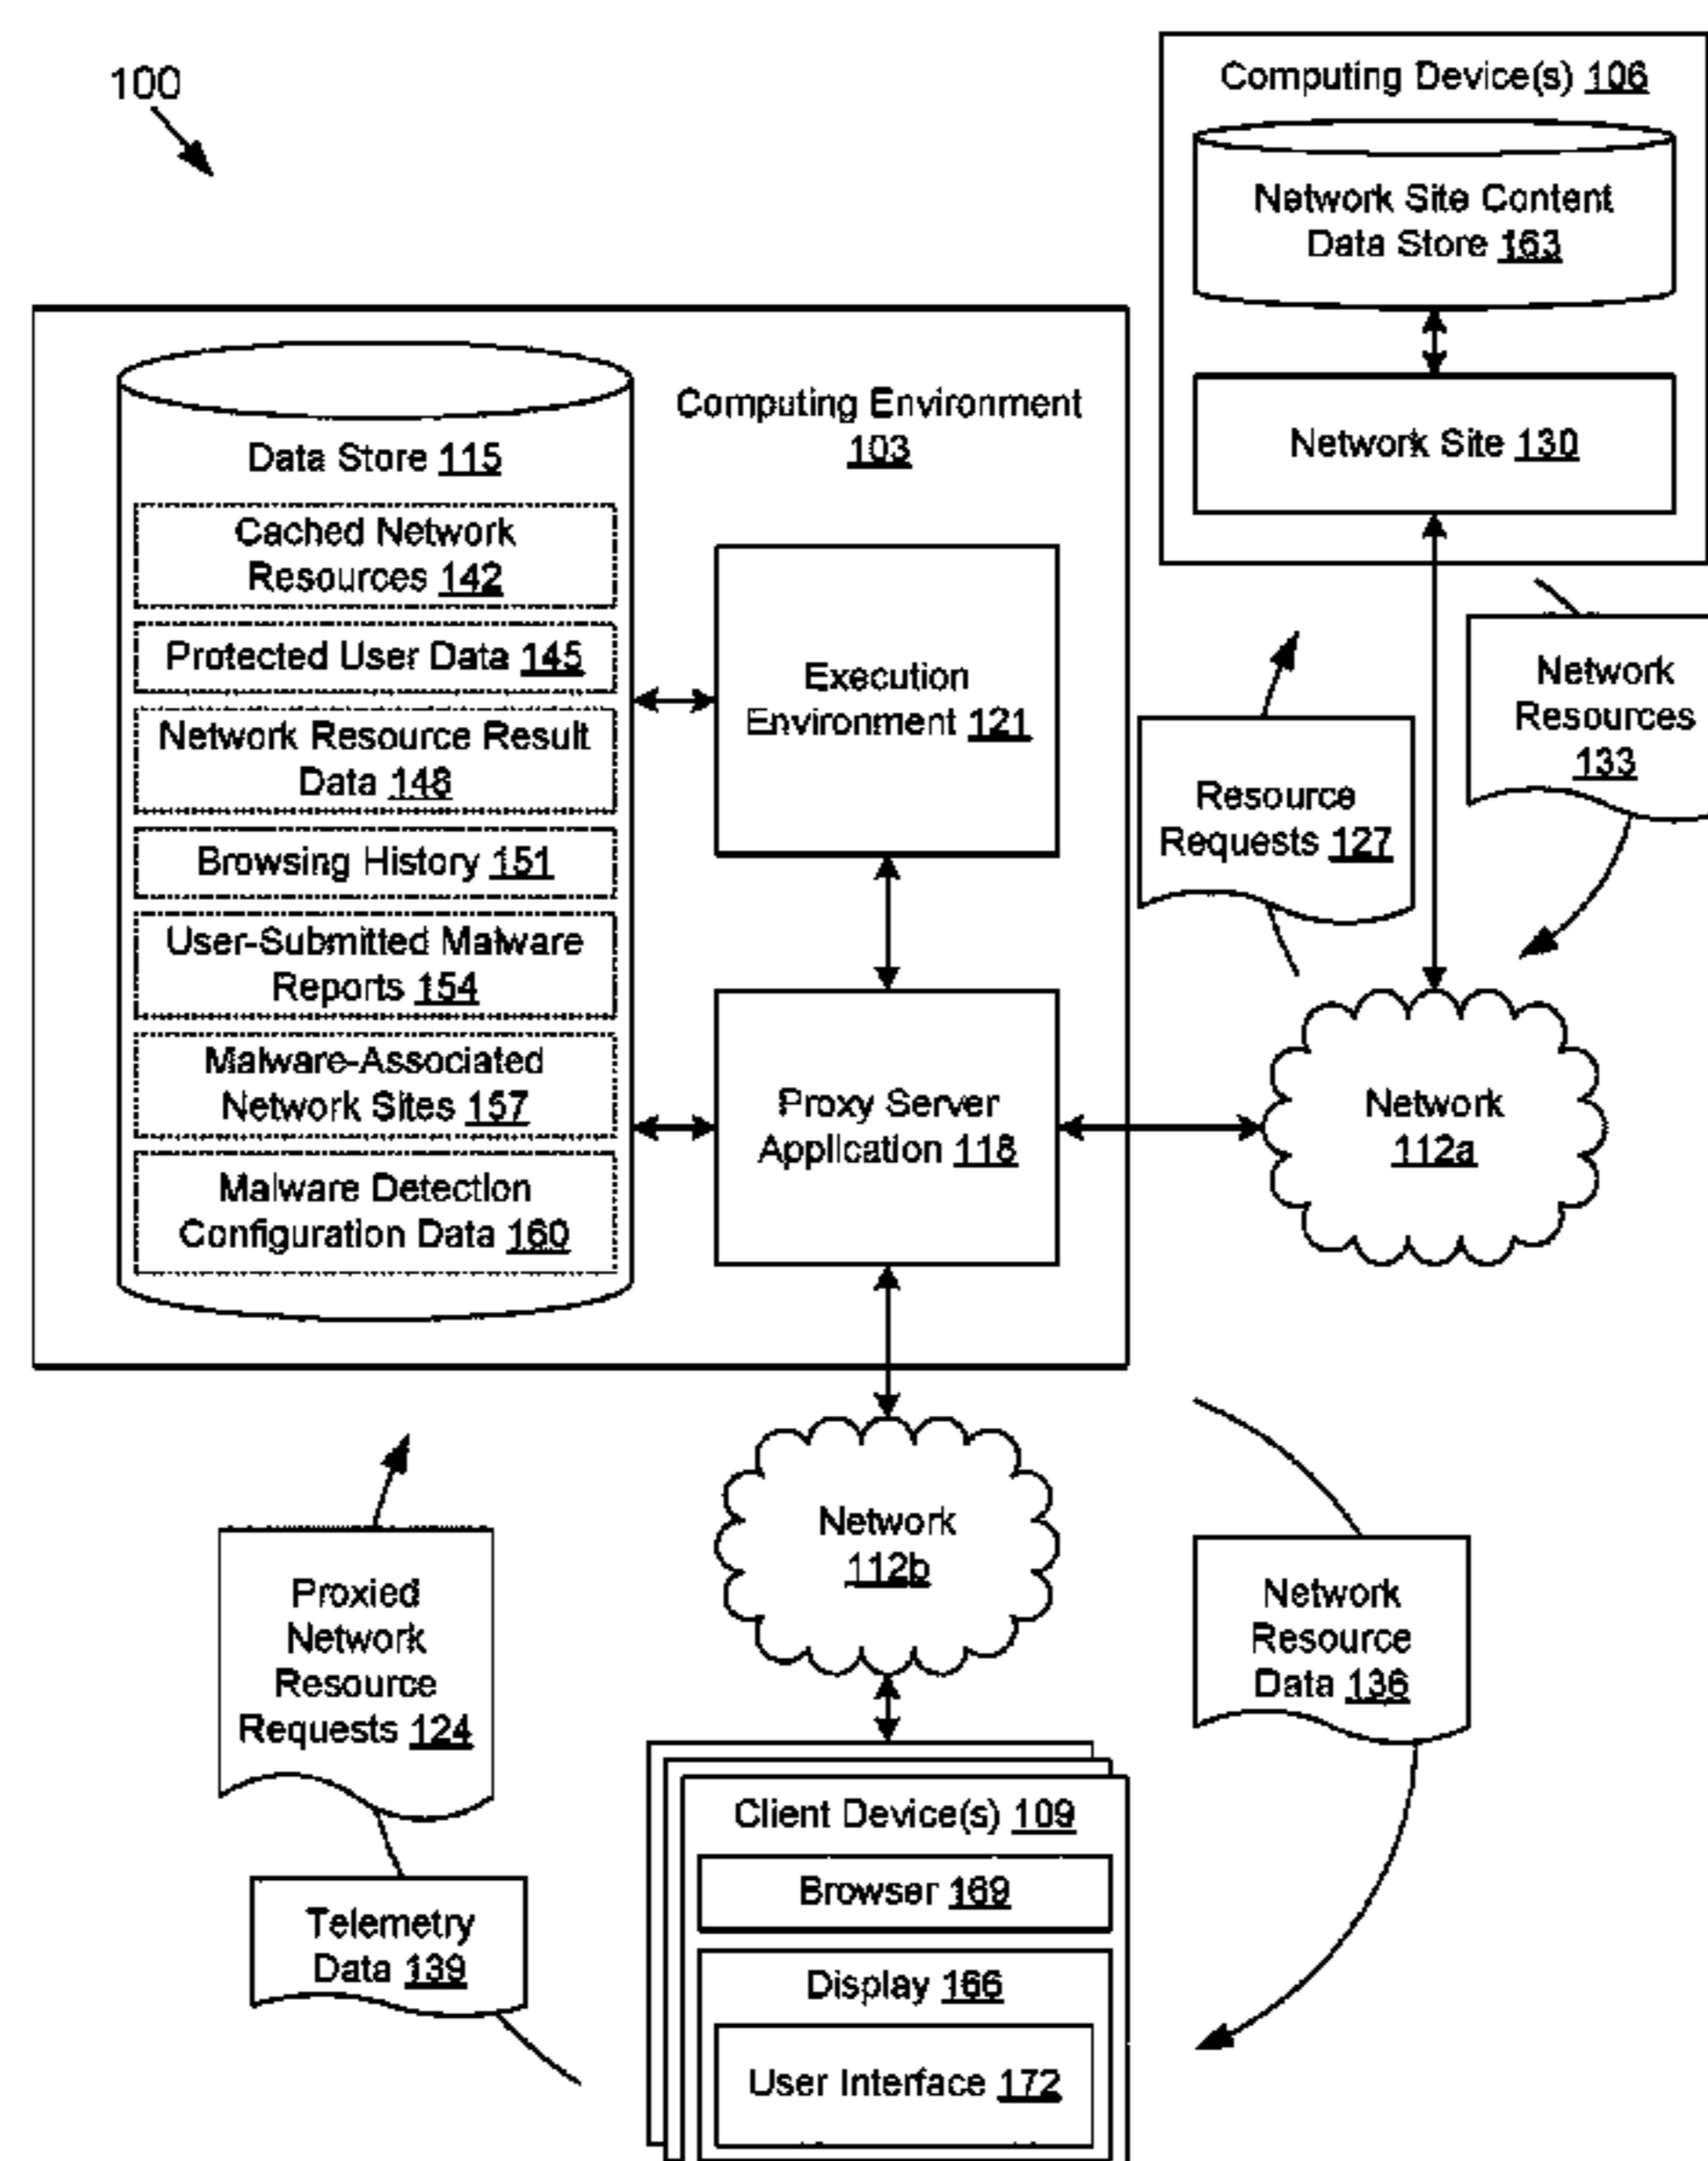 100
Computing Device(s) 106
Network Site Content
Data Store 163
Network Site 130
Computing Environment
103
Data Store 115
Cached Network
Resources 142
Protected User Data 145
Network Resource Result
Data 148
Browsing History 151
User-Submitted Malware
Reports 154
Malware-Associated
Network Sites 157
Malware Detection
Configuration Data 160
Execution
Environment 121
Proxy Server
Application 118
Resource
Requests 127
Network
Resources
133
Network
112a
Network
112b
Proxied
Network
Resource
Requests 124
Telemetry
Data 139
Network
Resource
Data 136
Client Device(s) 109
Browser 169
Display 166
User Interface 172